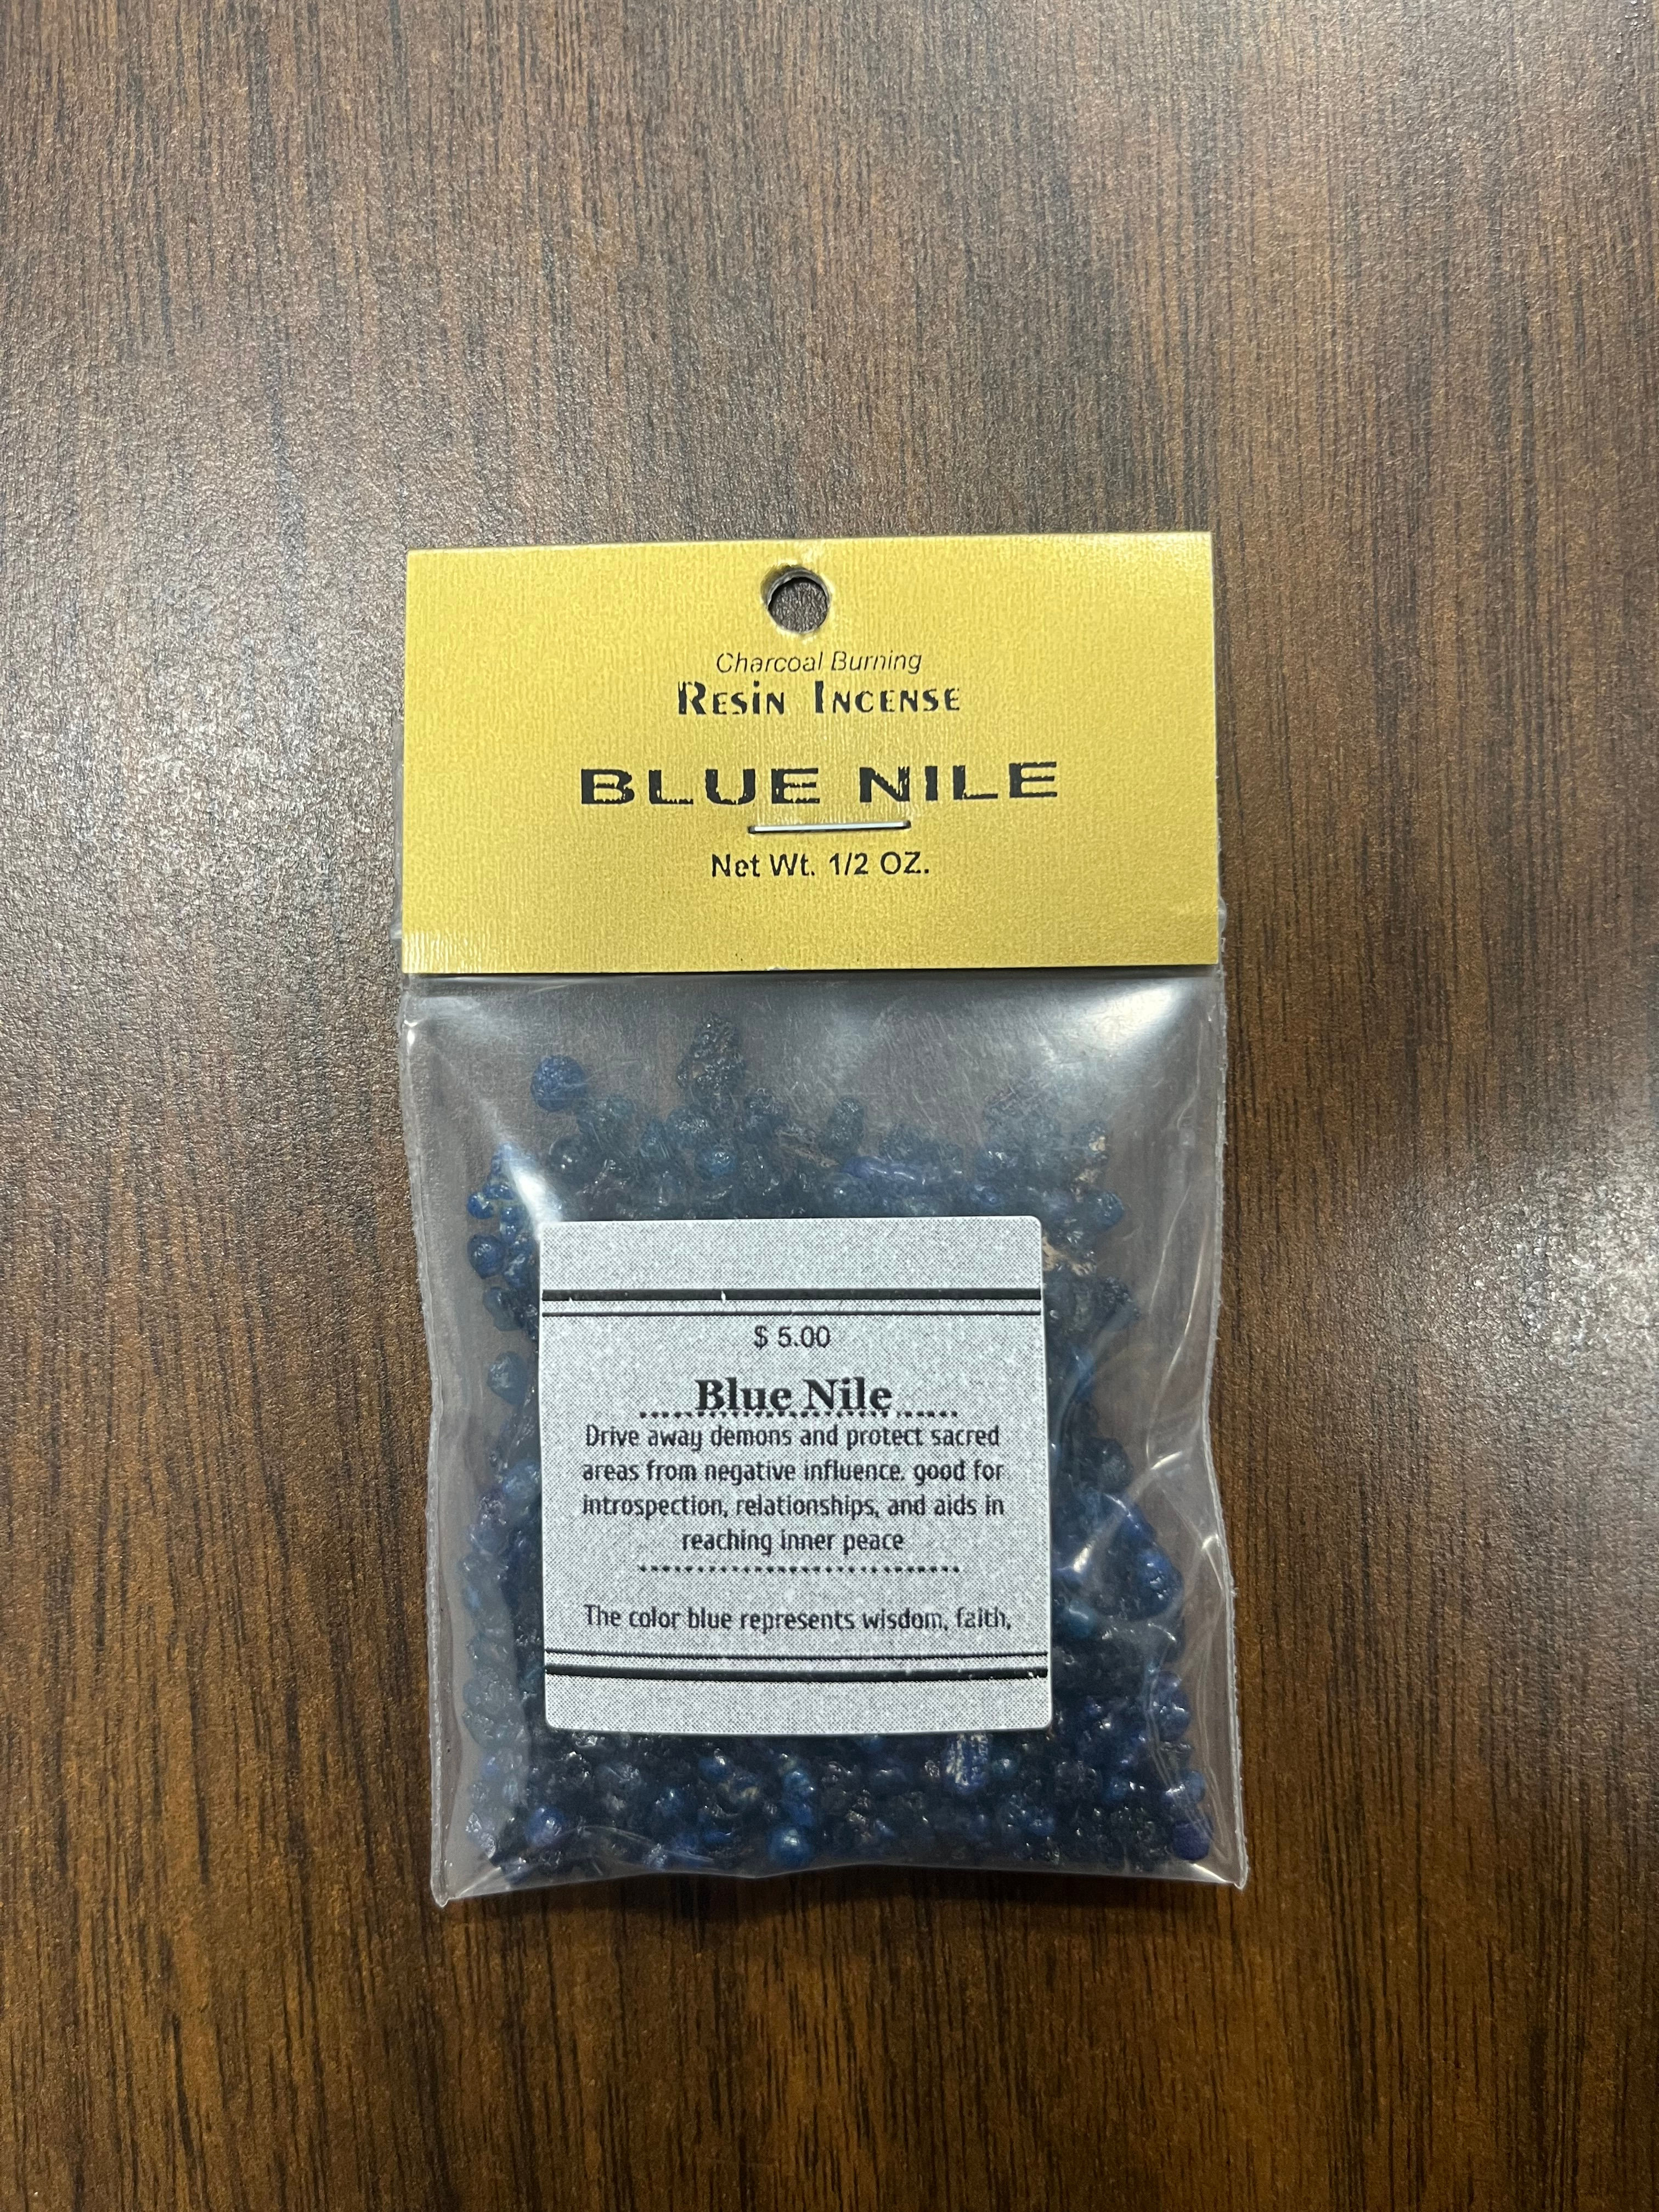 Charcoal Burning
Resin Incense
BLUE NILE
Net Wt. 1/2 OZ.
$ 5.00
Blue Nile
Drive away demons and protect sacred
areas from negative influence. good for
introspection, relationships, and aids in
reaching inner peace
The color blue represents wisdom, faith,